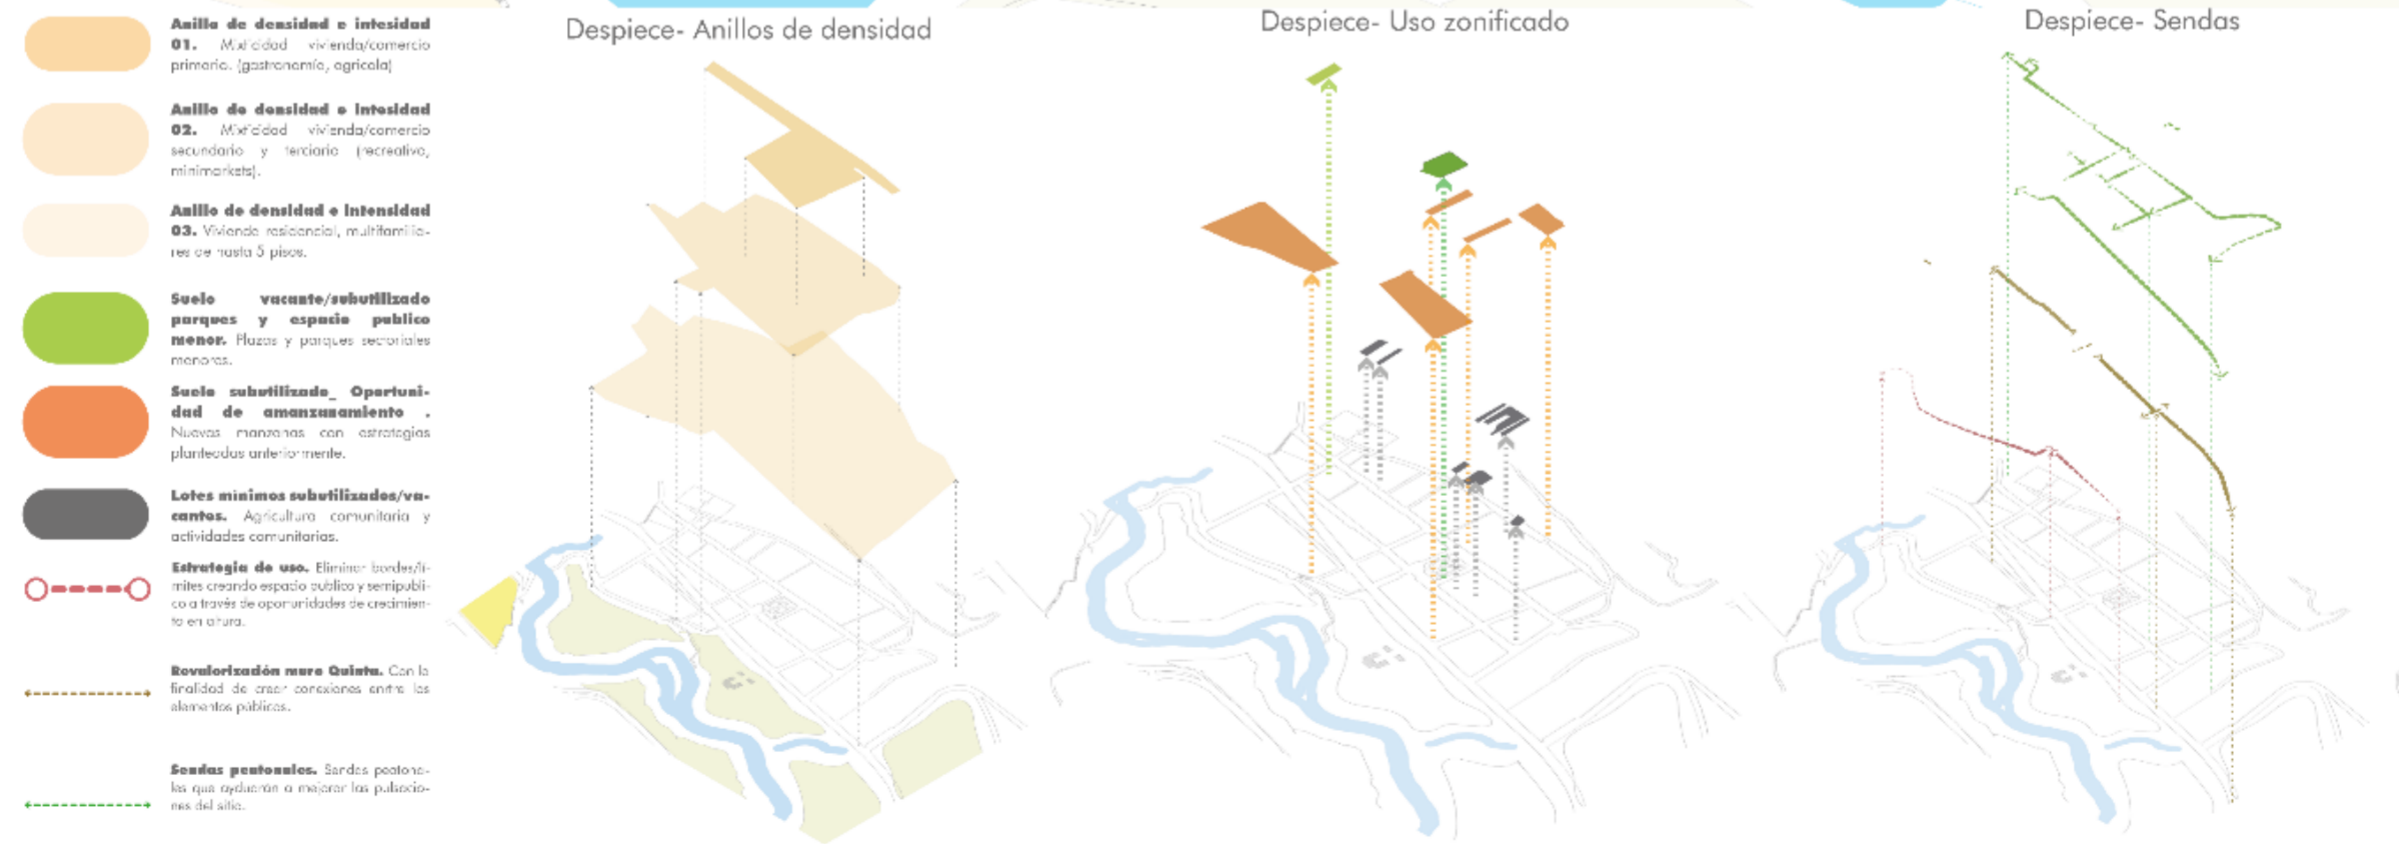 Anillo de densidad e intesidad
01. Mixticidad vivienda/comercio
primario. (gastronomía, agricola)
Anillo de densidad e intesidad
02. Mixticidad vivienda/comercio
secundario y terciario (recreativo,
minimarkets).
Anillo de densidad e intensidad
03. Vivienda residencial, multifamilia-
res de hasta 5 pisos.
Suelo vacante/subutilizado
parques y espacio publico
menor. Plazas y parques sectoriales
menores.
Suelo subutilizado_ Oportuni-
dad de amanzanamiento .
Nuevas manzanas con estrategias
planteadas anteriormente.
Lotes minimos subutilizados/va-
cantes. Agricultura comunitaria y
actividades comunitarias.
Estrategia de uso. Eliminar bordes/lí-
mites creando espacio publico y semipubli-
co a través de oportunidades de crecimien-
to en altura.
Revalorización muro Quinta. Con la
finalidad de crear conexiones entre los
elementos públicos.
Sendas peatonales. Sendas peatona-
les que ayduarán a mejorar las pulsacio-
nes del sitio.
Despiece- Anillos de densidad
Despiece- Uso zonificado
Despiece- Sendas